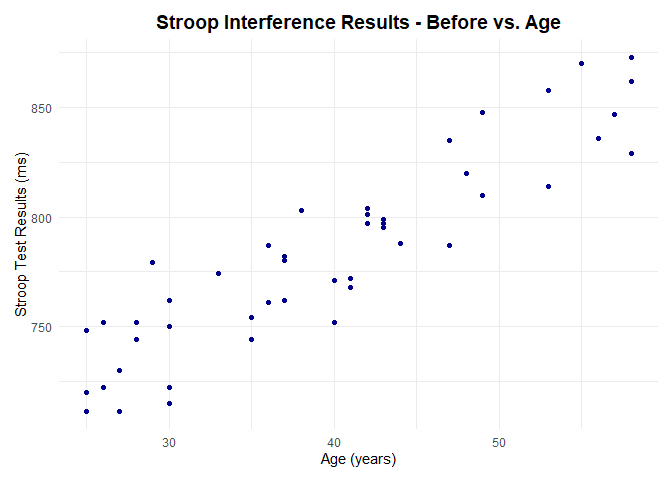 Stroop Interference Results - Before vs. Age
Stroop Test Results (ms)
850
800
750
30
40
50
Age (years)